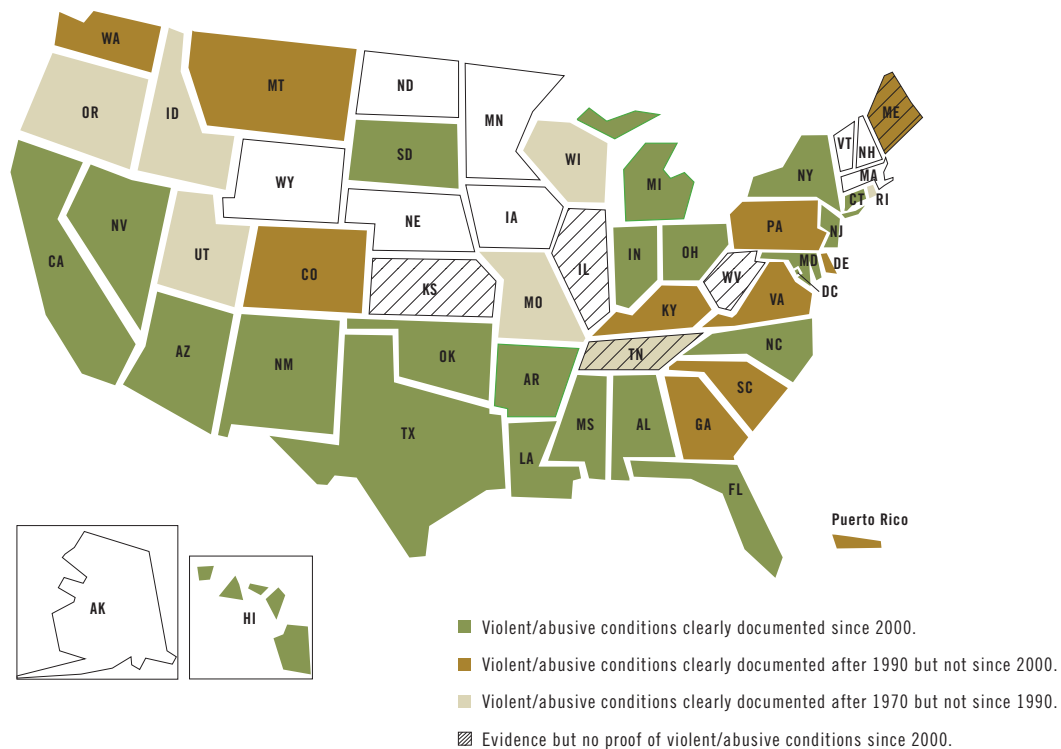 WA
MT
ND
MN
OR
ID
SD
WI
WY
MI
VT
NH
ME
NY
MA
CT
RI
NV
NE
IA
PA
NJ
CA
UT
CO
KS
IL
IN
OH
MD
DE
DC
WV
VA
MO
KY
AZ
NM
OK
TN
NC
AR
SC
TX
MS
AL
GA
LA
FL
Puerto Rico
AK
HI
Violent/abusive conditions clearly documented since 2000.
Violent/abusive conditions clearly documented after 1990 but not since 2000.
Violent/abusive conditions clearly documented after 1970 but not since 1990.
Evidence but no proof of violent/abusive conditions since 2000.